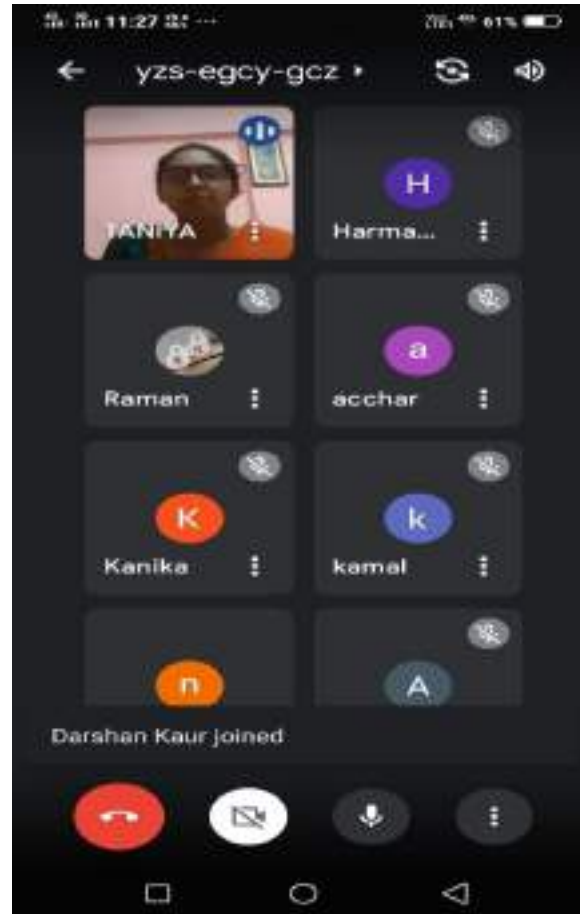 11:27
61%
yzs-egcy-gcz
TANIYA
H
Harma...
Raman
a
acchar
K
Kanika
k
kamal
n
A
Darshan Kaur joined